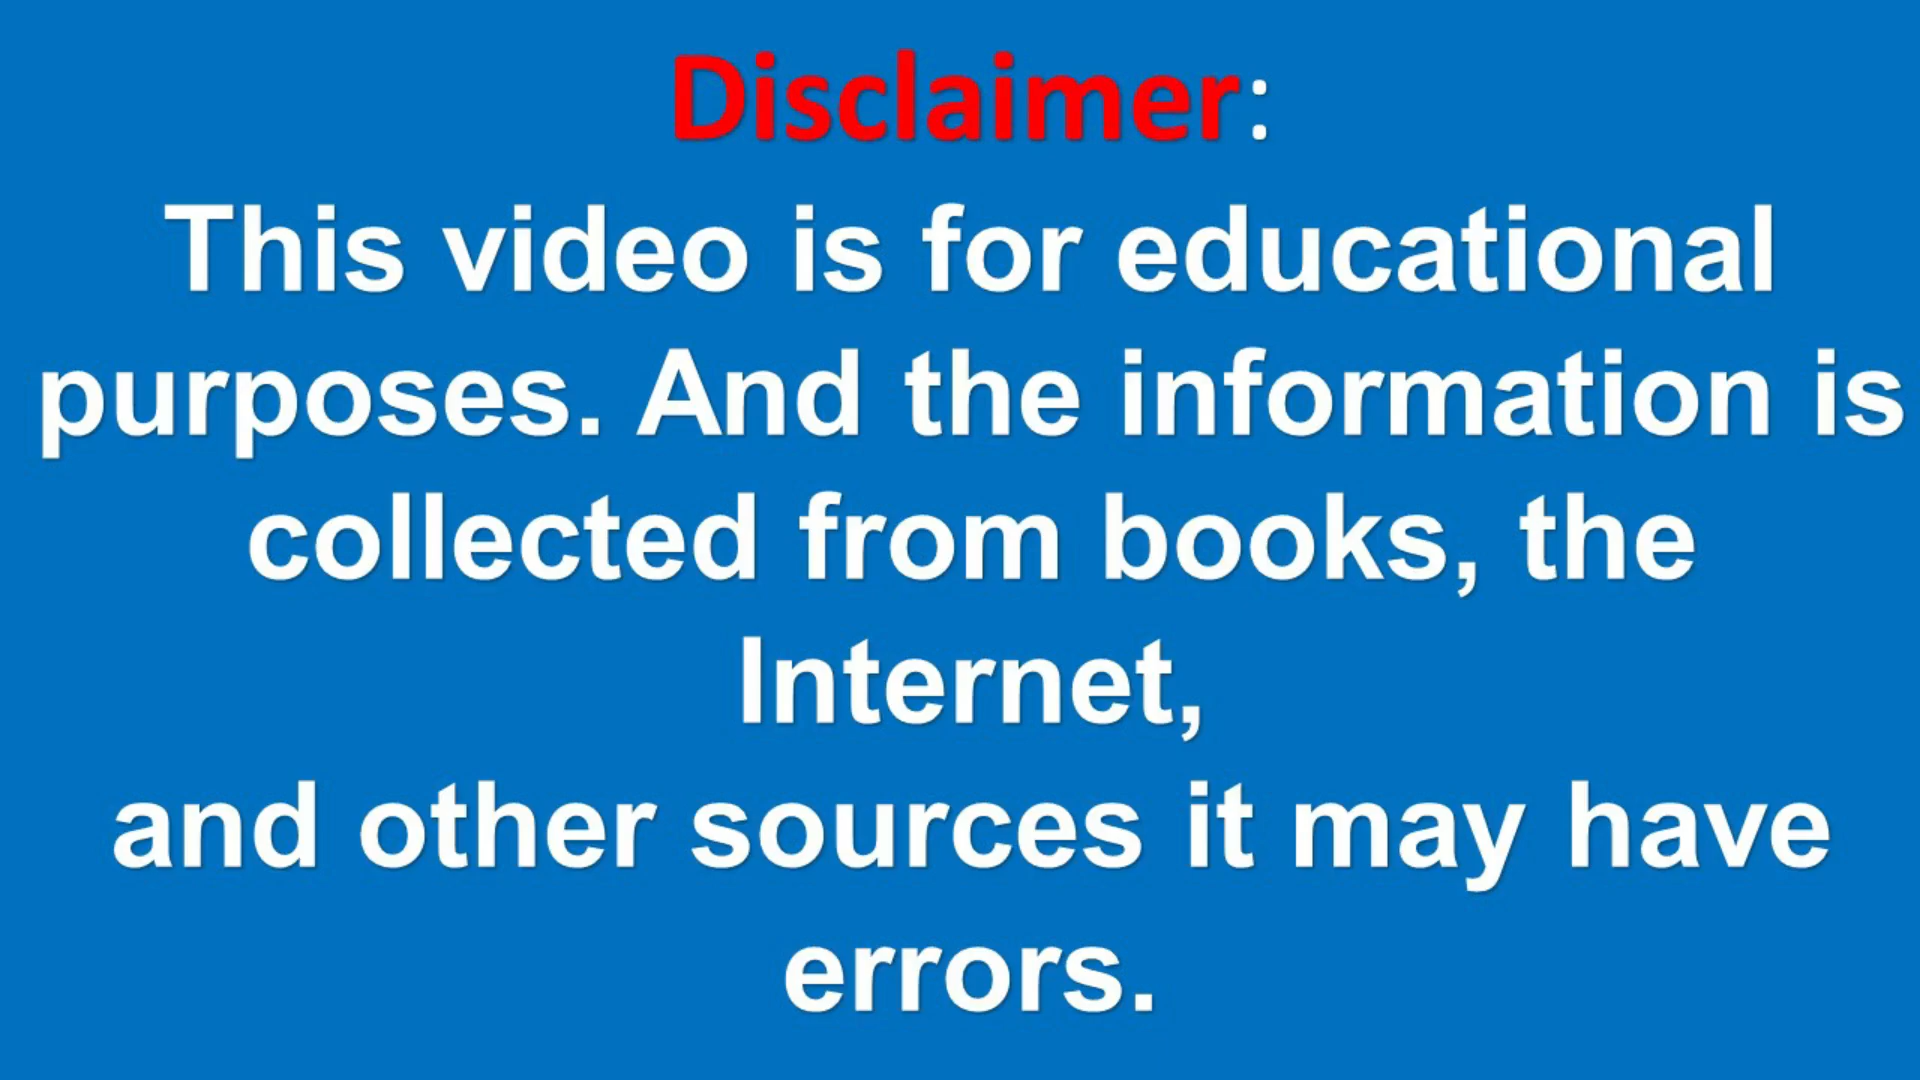 Disclaimer:
This video is for educational
purposes. And the information is
collected from books, the
Internet,
and other sources it may have
errors.